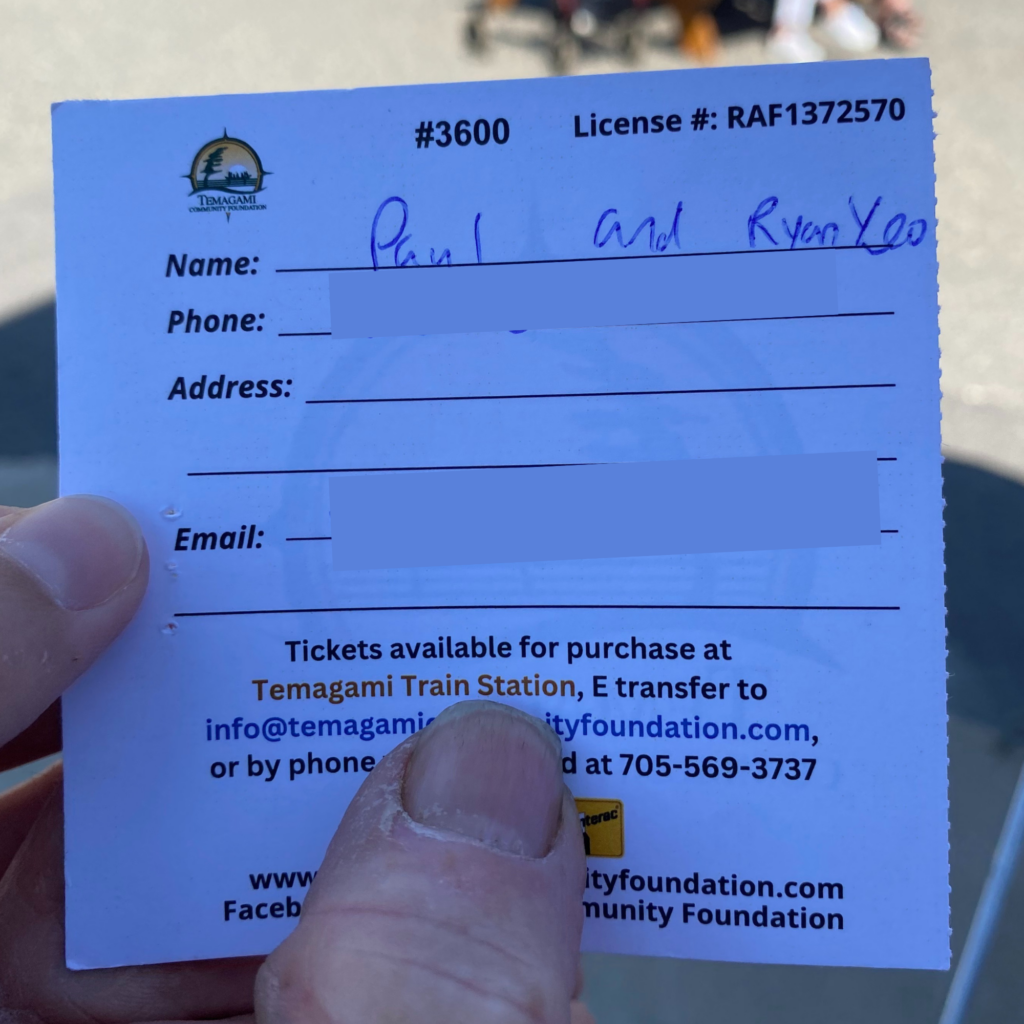 #3600 License #: RAF1372570
TEMAGAMI
COMMUNITY FOUNDATION
Name: Paul and Ryan Yeo
Phone:
Address:
Email:
Tickets available for purchase at
Temagami Train Station, E transfer to
info@temagamic ityfoundation.com,
or by phone d at 705-569-3737
nterac
www ityfoundation.com
Faceb munity Foundation